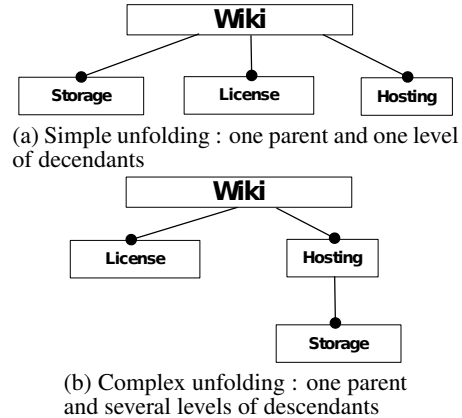 Wiki
Storage License Hosting
(a) Simple unfolding : one parent and one level
of decendants
Wiki
License Hosting
Storage
(b) Complex unfolding : one parent
and several levels of descendants